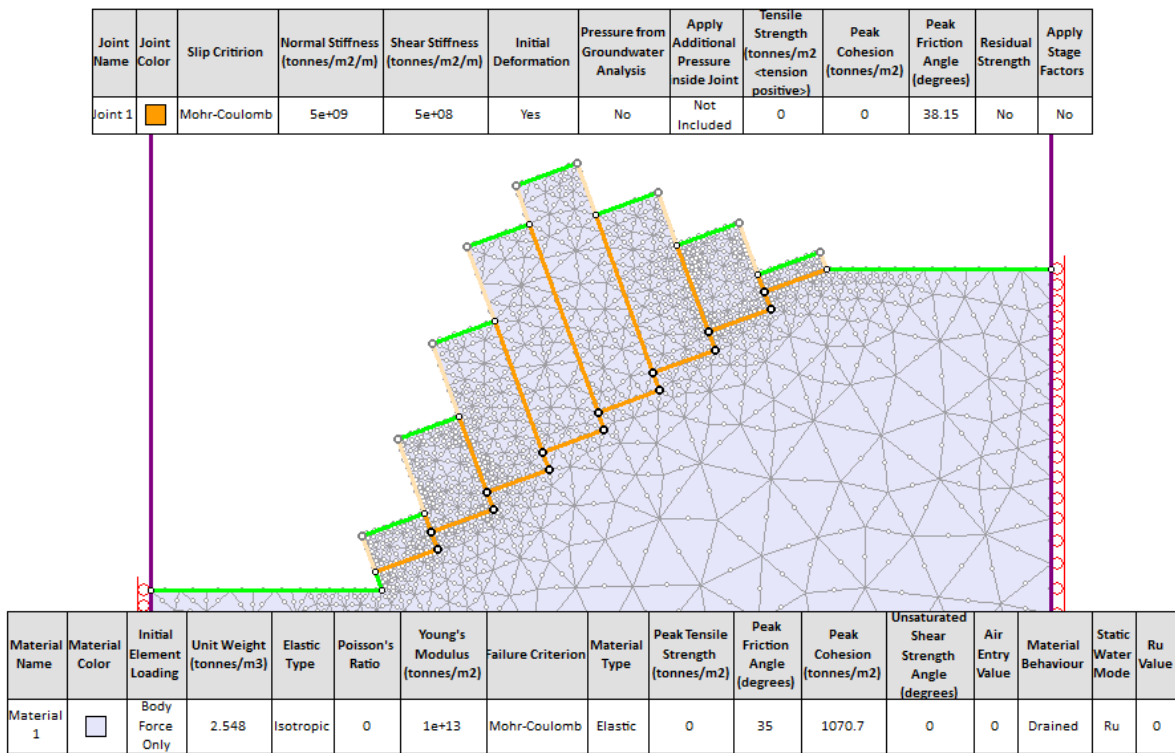 Joint Name Joint Color Slip Critirion Normal Stiffness (tonnes/m2/m) Shear Stiffness (tonnes/m2/m) Initial Deformation Pressure from Groundwater Analysis Apply Additional Pressure inside Joint Tensile Strength (tonnes/m2 <tension positive>) Peak Cohesion (tonnes/m2) Peak Friction Angle (degrees) Residual Strength Apply Stage Factors
Joint 1 Mohr-Coulomb 5e+09 5e+08 Yes No Not Included 0 0 38.15 No No
Material Name Material Color Initial Element Loading Unit Weight (tonnes/m3) Elastic Type Poisson's Ratio Young's Modulus (tonnes/m2) Failure Criterion Material Type Peak Tensile Strength (tonnes/m2) Peak Friction Angle (degrees) Peak Cohesion (tonnes/m2) Unsaturated Shear Strength Angle (degrees) Air Entry Value Material Behaviour Static Water Mode Ru Value
Material 1 Body Force Only 2.548 Isotropic 0 1e+13 Mohr-Coulomb Elastic 0 35 1070.7 0 0 Drained Ru 0